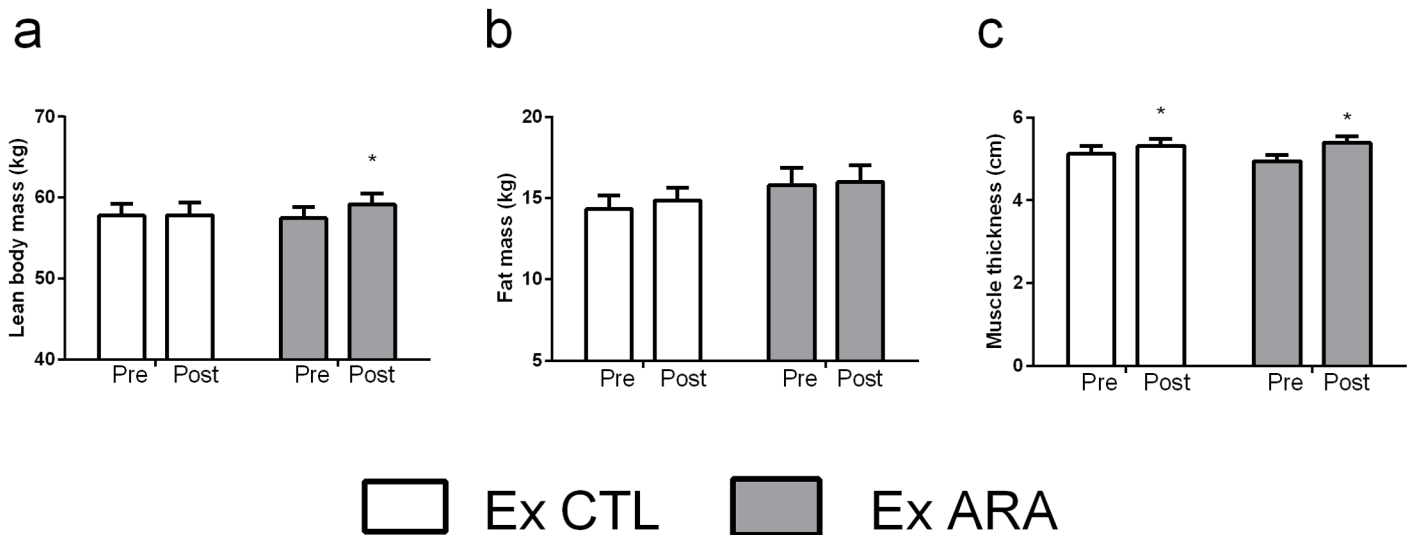 a
b
c
Lean body mass (kg)
70
60
50
40
*
Pre Post Pre Post
Fat mass (kg)
20
15
10
5
Pre Post Pre Post
Muscle thickness (cm)
6
4
2
0
* *
Pre Post Pre Post
Ex CTL Ex ARA